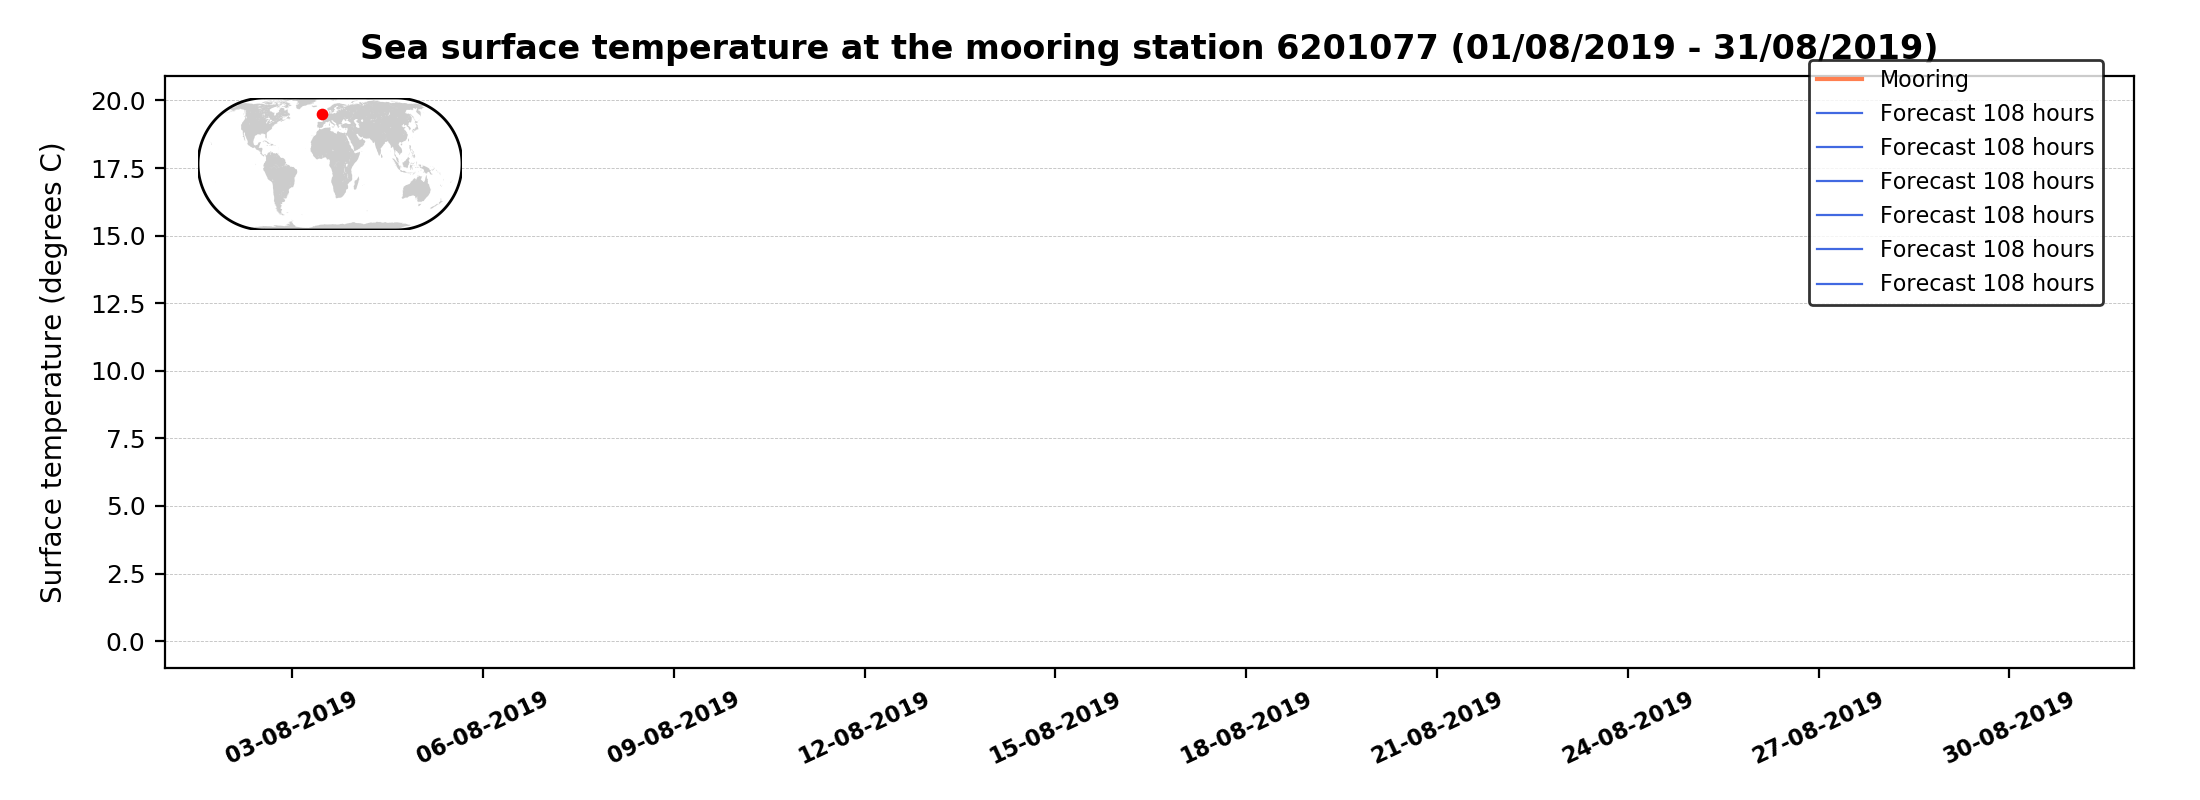 Sea surface temperature at the mooring station 6201077 (01/08/2019 - 31/08/2019)
Mooring
Forecast 108 hours
Forecast 108 hours
Forecast 108 hours
Forecast 108 hours
Forecast 108 hours
Forecast 108 hours
Surface temperature (degrees C)
20.0
17.5
15.0
12.5
10.0
7.5
5.0
2.5
0.0
03-08-2019
06-08-2019
09-08-2019
12-08-2019
15-08-2019
18-08-2019
21-08-2019
24-08-2019
27-08-2019
30-08-2019